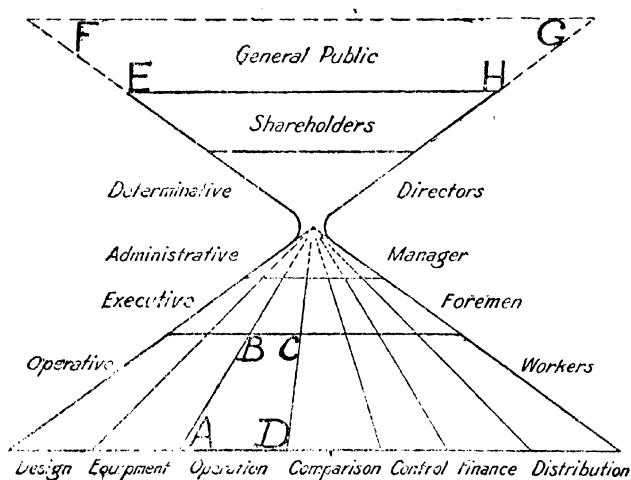 F G
General Public
E H
Shareholders
Determinative Directors
Administrative Manager
Executive Foremen
B C
Operative Workers
A D
Design Equipment Operation Comparison Control Finance Distribution